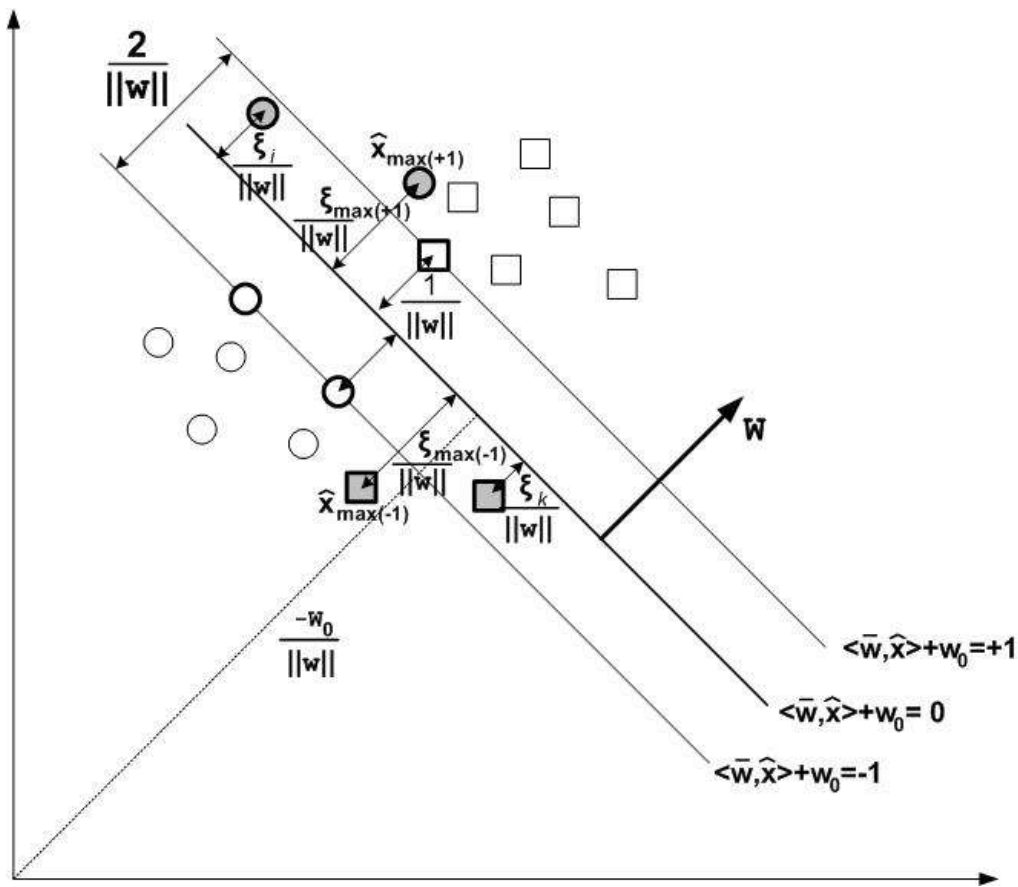 2
||w||
ξi
||w||
x̂max(+1)
ξmax(+1)
||w||
1
||w||
W
ξmax(-1)
||w||
x̂max(-1)
ξk
||w||
-W0
||w||
<w̄,x̂>+w0=+1
<w̄,x̂>+w0= 0
<w̄,x̂>+w0=-1